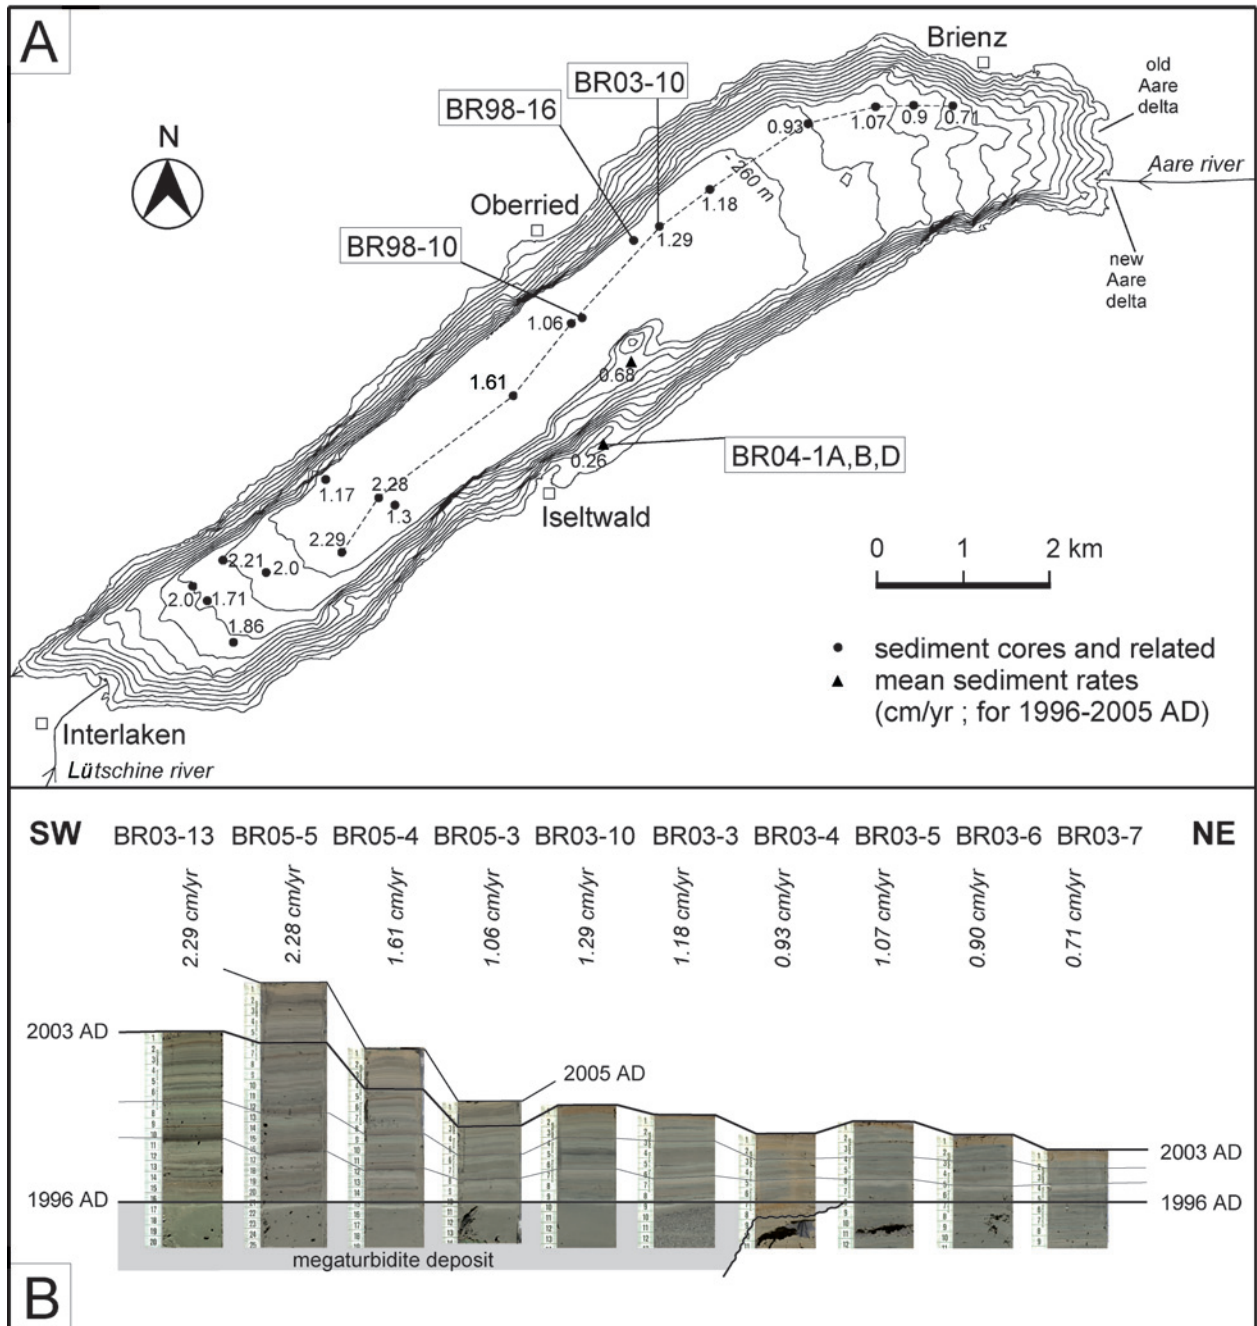 A
N
Brienz
old
Aare
delta
Aare river
new
Aare
delta
BR03-10
BR98-16
Oberried
BR98-10
0.93
1.07
0.9
0.71
- 260 m
1.18
1.29
1.06
1.61
0.68
0.26
BR04-1A,B,D
Iseltwald
1.17
2.28
1.3
2.29
2.21
2.0
2.07
1.71
1.86
0 1 2 km
sediment cores and related
mean sediment rates
(cm/yr ; for 1996-2005 AD)
Interlaken
Lütschine river
SW BR03-13 BR05-5 BR05-4 BR05-3 BR03-10 BR03-3 BR03-4 BR03-5 BR03-6 BR03-7 NE
2.29 cm/yr
2.28 cm/yr
1.61 cm/yr
1.06 cm/yr
1.29 cm/yr
1.18 cm/yr
0.93 cm/yr
1.07 cm/yr
0.90 cm/yr
0.71 cm/yr
2003 AD
2005 AD
2003 AD
1996 AD
1996 AD
megaturbidite deposit
B